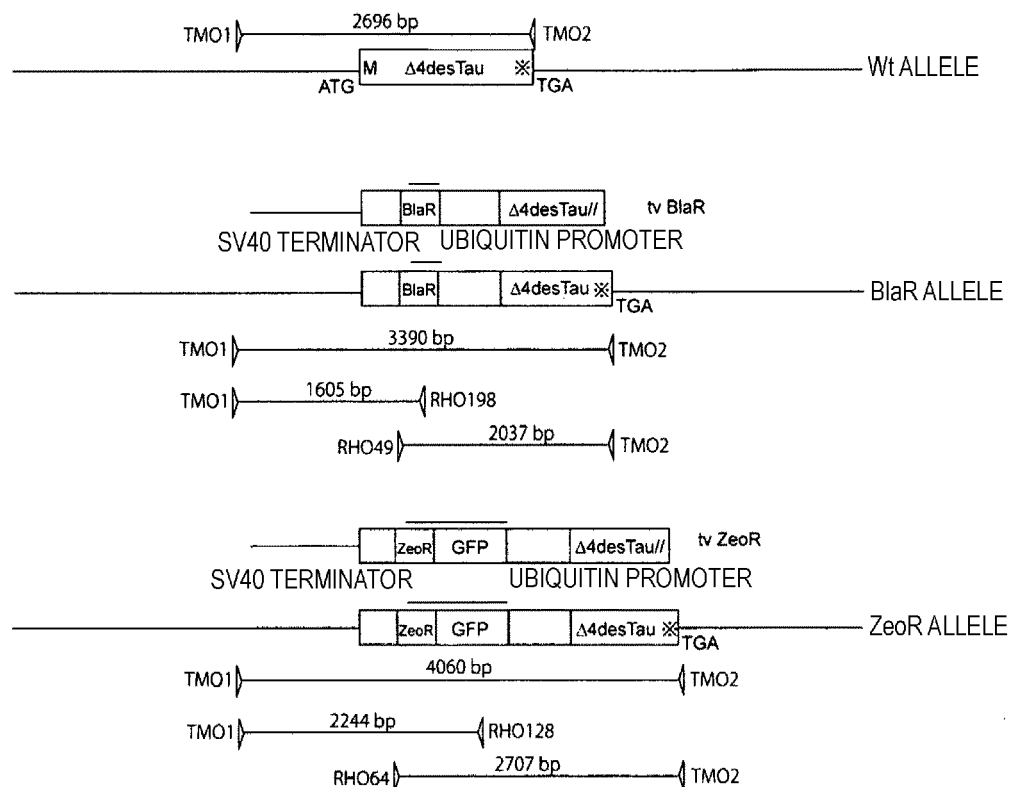 2696 bp
TMO1 TMO2
M Δ4desTau ※
ATG TGA Wt ALLELE
BlaR Δ4desTau// tv BlaR
SV40 TERMINATOR UBIQUITIN PROMOTER
BlaR Δ4desTau ※
TGA BlaR ALLELE
3390 bp
TMO1 TMO2
1605 bp
TMO1 RHO198
2037 bp
RHO49 TMO2
ZeoR GFP Δ4desTau// tv ZeoR
SV40 TERMINATOR UBIQUITIN PROMOTER
ZeoR GFP Δ4desTau ※
TGA ZeoR ALLELE
4060 bp
TMO1 TMO2
2244 bp
TMO1 RHO128
2707 bp
RHO64 TMO2